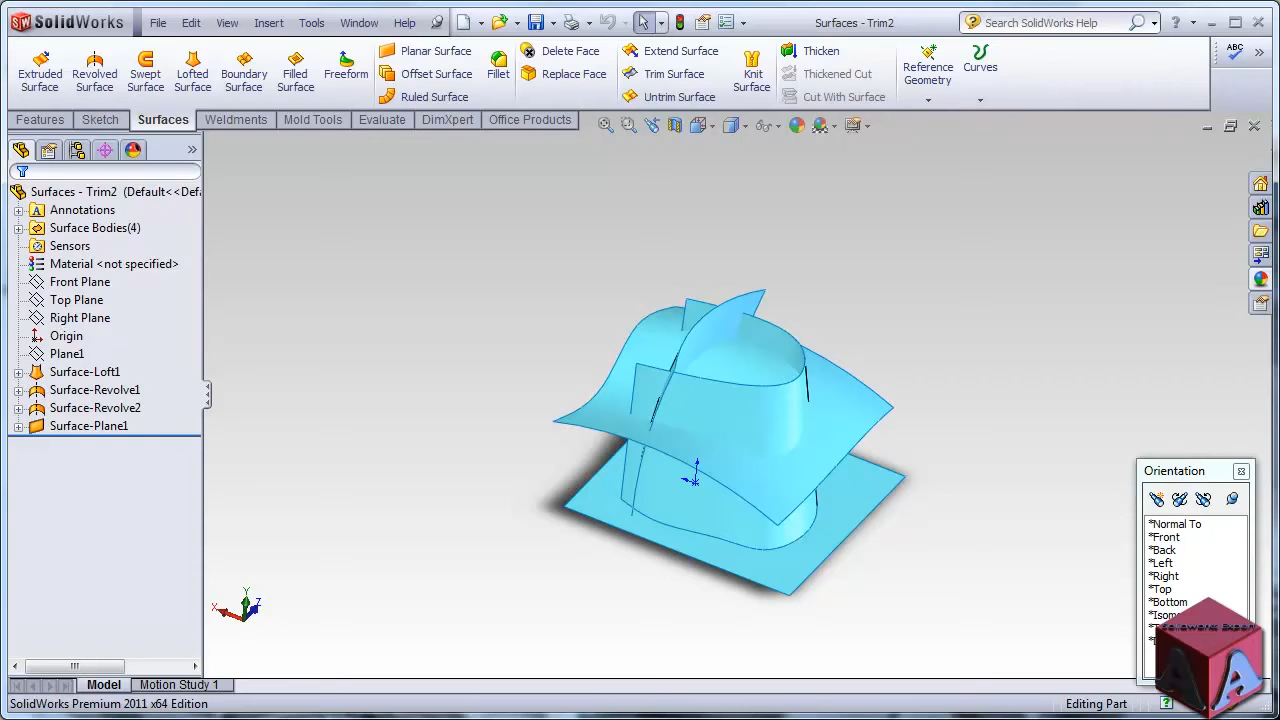 SolidWorks
File Edit View Insert Tools Window Help
Surfaces - Trim2
Search SolidWorks Help
Extruded Surface
Revolved Surface
Swept Surface
Lofted Surface
Boundary Surface
Filled Surface
Freeform
Planar Surface
Offset Surface
Ruled Surface
Fillet
Delete Face
Replace Face
Extend Surface
Trim Surface
Untrim Surface
Knit Surface
Thicken
Thickened Cut
Cut With Surface
Reference Geometry
Curves
ABC
Features Sketch Surfaces Weldments Mold Tools Evaluate DimXpert Office Products
Surfaces - Trim2 (Default<<Def
Annotations
Surface Bodies(4)
Sensors
Material <not specified>
Front Plane
Top Plane
Right Plane
Origin
Plane1
Surface-Loft1
Surface-Revolve1
Surface-Revolve2
Surface-Plane1
Orientation
*Normal To
*Front
*Back
*Left
*Right
*Top
*Bottom
*Isom
Solidworks Expert
X Y Z
Model Motion Study 1
SolidWorks Premium 2011 x64 Edition
Editing Part